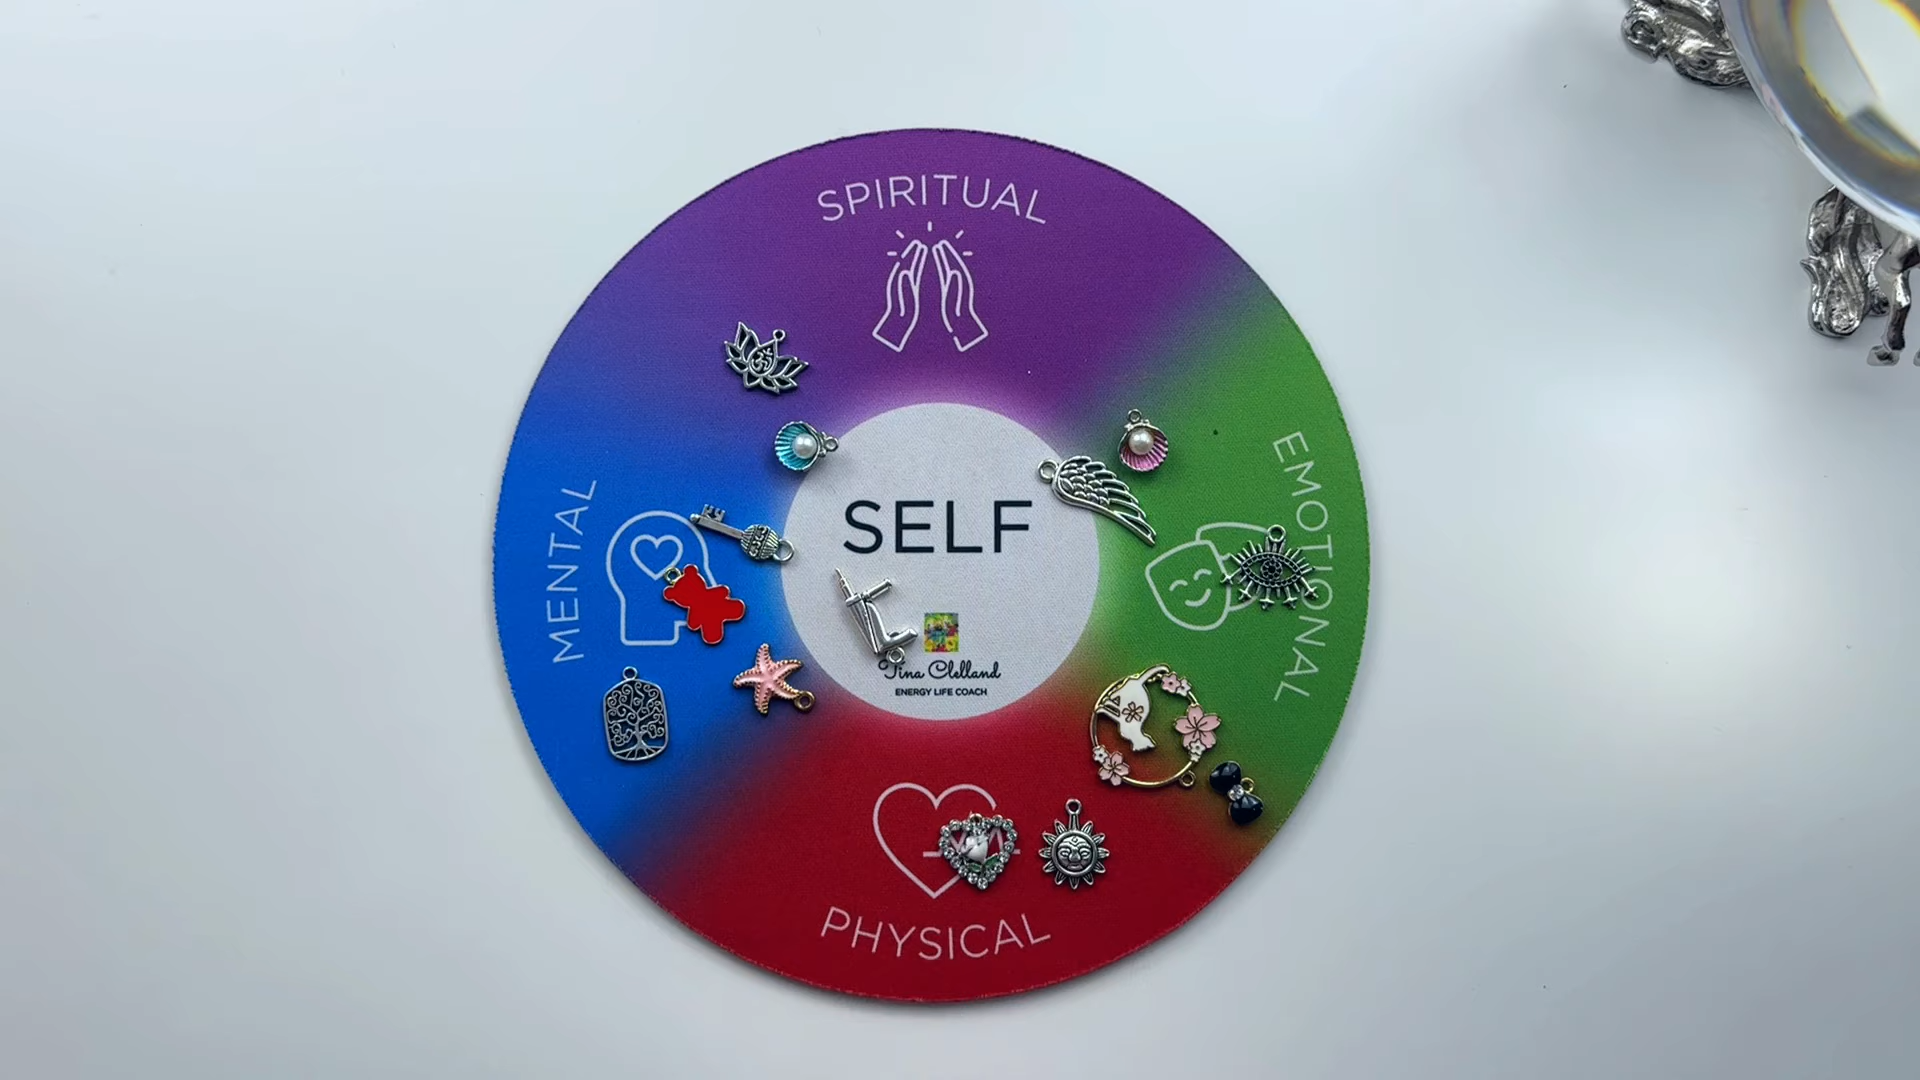 SPIRITUAL
EMOTIONAL
MENTAL
SELF
Tina Clelland
ENERGY LIFE COACH
PHYSICAL